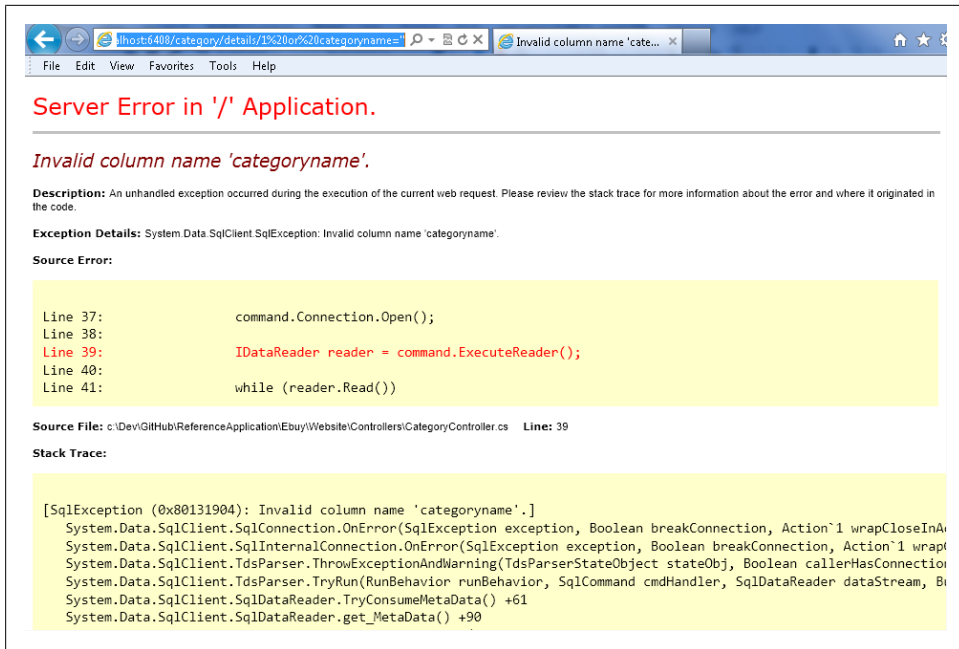 alhost:6408/category/details/1%20or%20categoryname="
Invalid column name 'cate...
File Edit View Favorites Tools Help
Server Error in '/' Application.
Invalid column name 'categoryname'.
Description: An unhandled exception occurred during the execution of the current web request. Please review the stack trace for more information about the error and where it originated in
the code.
Exception Details: System.Data.SqlClient.SqlException: Invalid column name 'categoryname'.
Source Error:
Line 37: command.Connection.Open();
Line 38:
Line 39: IDataReader reader = command.ExecuteReader();
Line 40:
Line 41: while (reader.Read())
Source File: c:\Dev\GitHub\ReferenceApplication\Ebuy\Website\Controllers\CategoryController.cs Line: 39
Stack Trace:
[SqlException (0x80131904): Invalid column name 'categoryname'.]
System.Data.SqlClient.SqlConnection.OnError(SqlException exception, Boolean breakConnection, Action`1 wrapCloseInA
System.Data.SqlClient.SqlInternalConnection.OnError(SqlException exception, Boolean breakConnection, Action`1 wrap
System.Data.SqlClient.TdsParser.ThrowExceptionAndWarning(TdsParserStateObject stateObj, Boolean callerHasConnection
System.Data.SqlClient.TdsParser.TryRun(RunBehavior runBehavior, SqlCommand cmdHandler, SqlDataReader dataStream, Bu
System.Data.SqlClient.SqlDataReader.TryConsumeMetaData() +61
System.Data.SqlClient.SqlDataReader.get_MetaData() +90